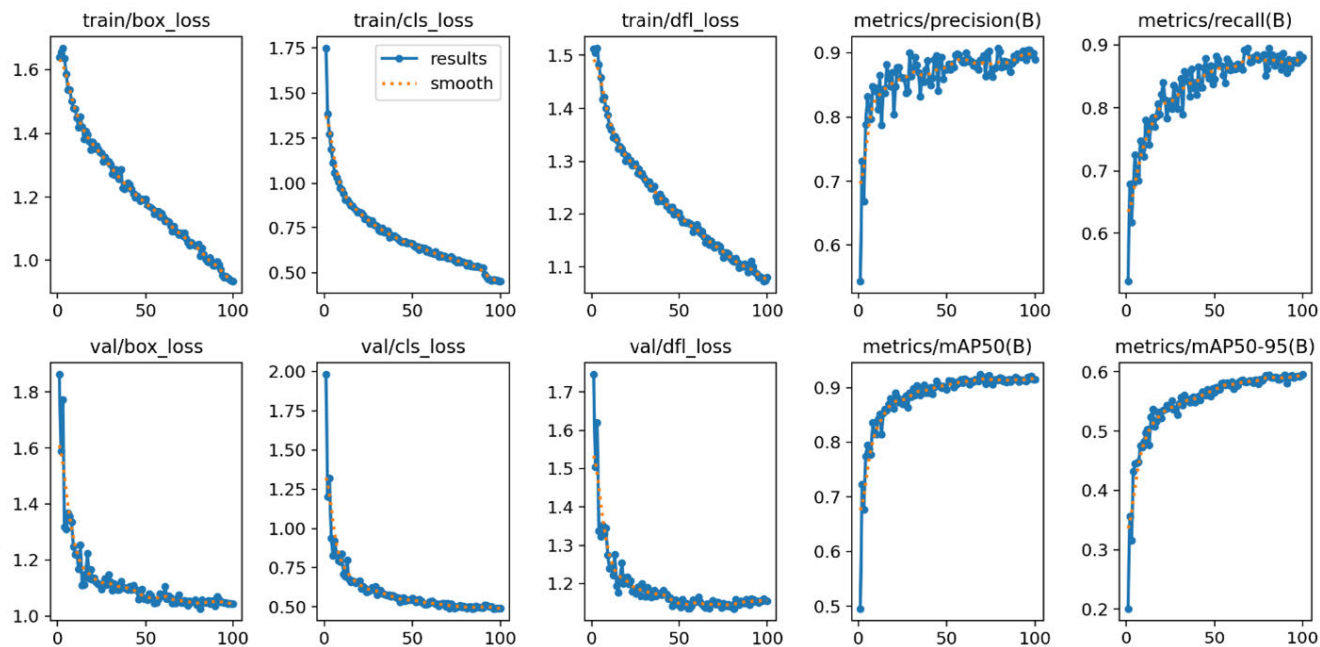 train/box_loss
train/cls_loss
train/dfl_loss
metrics/precision(B)
metrics/recall(B)
1.6
1.4
1.2
1.0
0 50 100
1.75
1.50
1.25
1.00
0.75
0.50
0 50 100
results
smooth
1.5
1.4
1.3
1.2
1.1
0 50 100
0.9
0.8
0.7
0.6
0 50 100
0.9
0.8
0.7
0.6
0 50 100
val/box_loss
val/cls_loss
val/dfl_loss
metrics/mAP50(B)
metrics/mAP50-95(B)
1.8
1.6
1.4
1.2
1.0
0 50 100
2.00
1.75
1.50
1.25
1.00
0.75
0.50
0 50 100
1.7
1.6
1.5
1.4
1.3
1.2
0 50 100
0.9
0.8
0.7
0.6
0.5
0 50 100
0.6
0.5
0.4
0.3
0.2
0 50 100